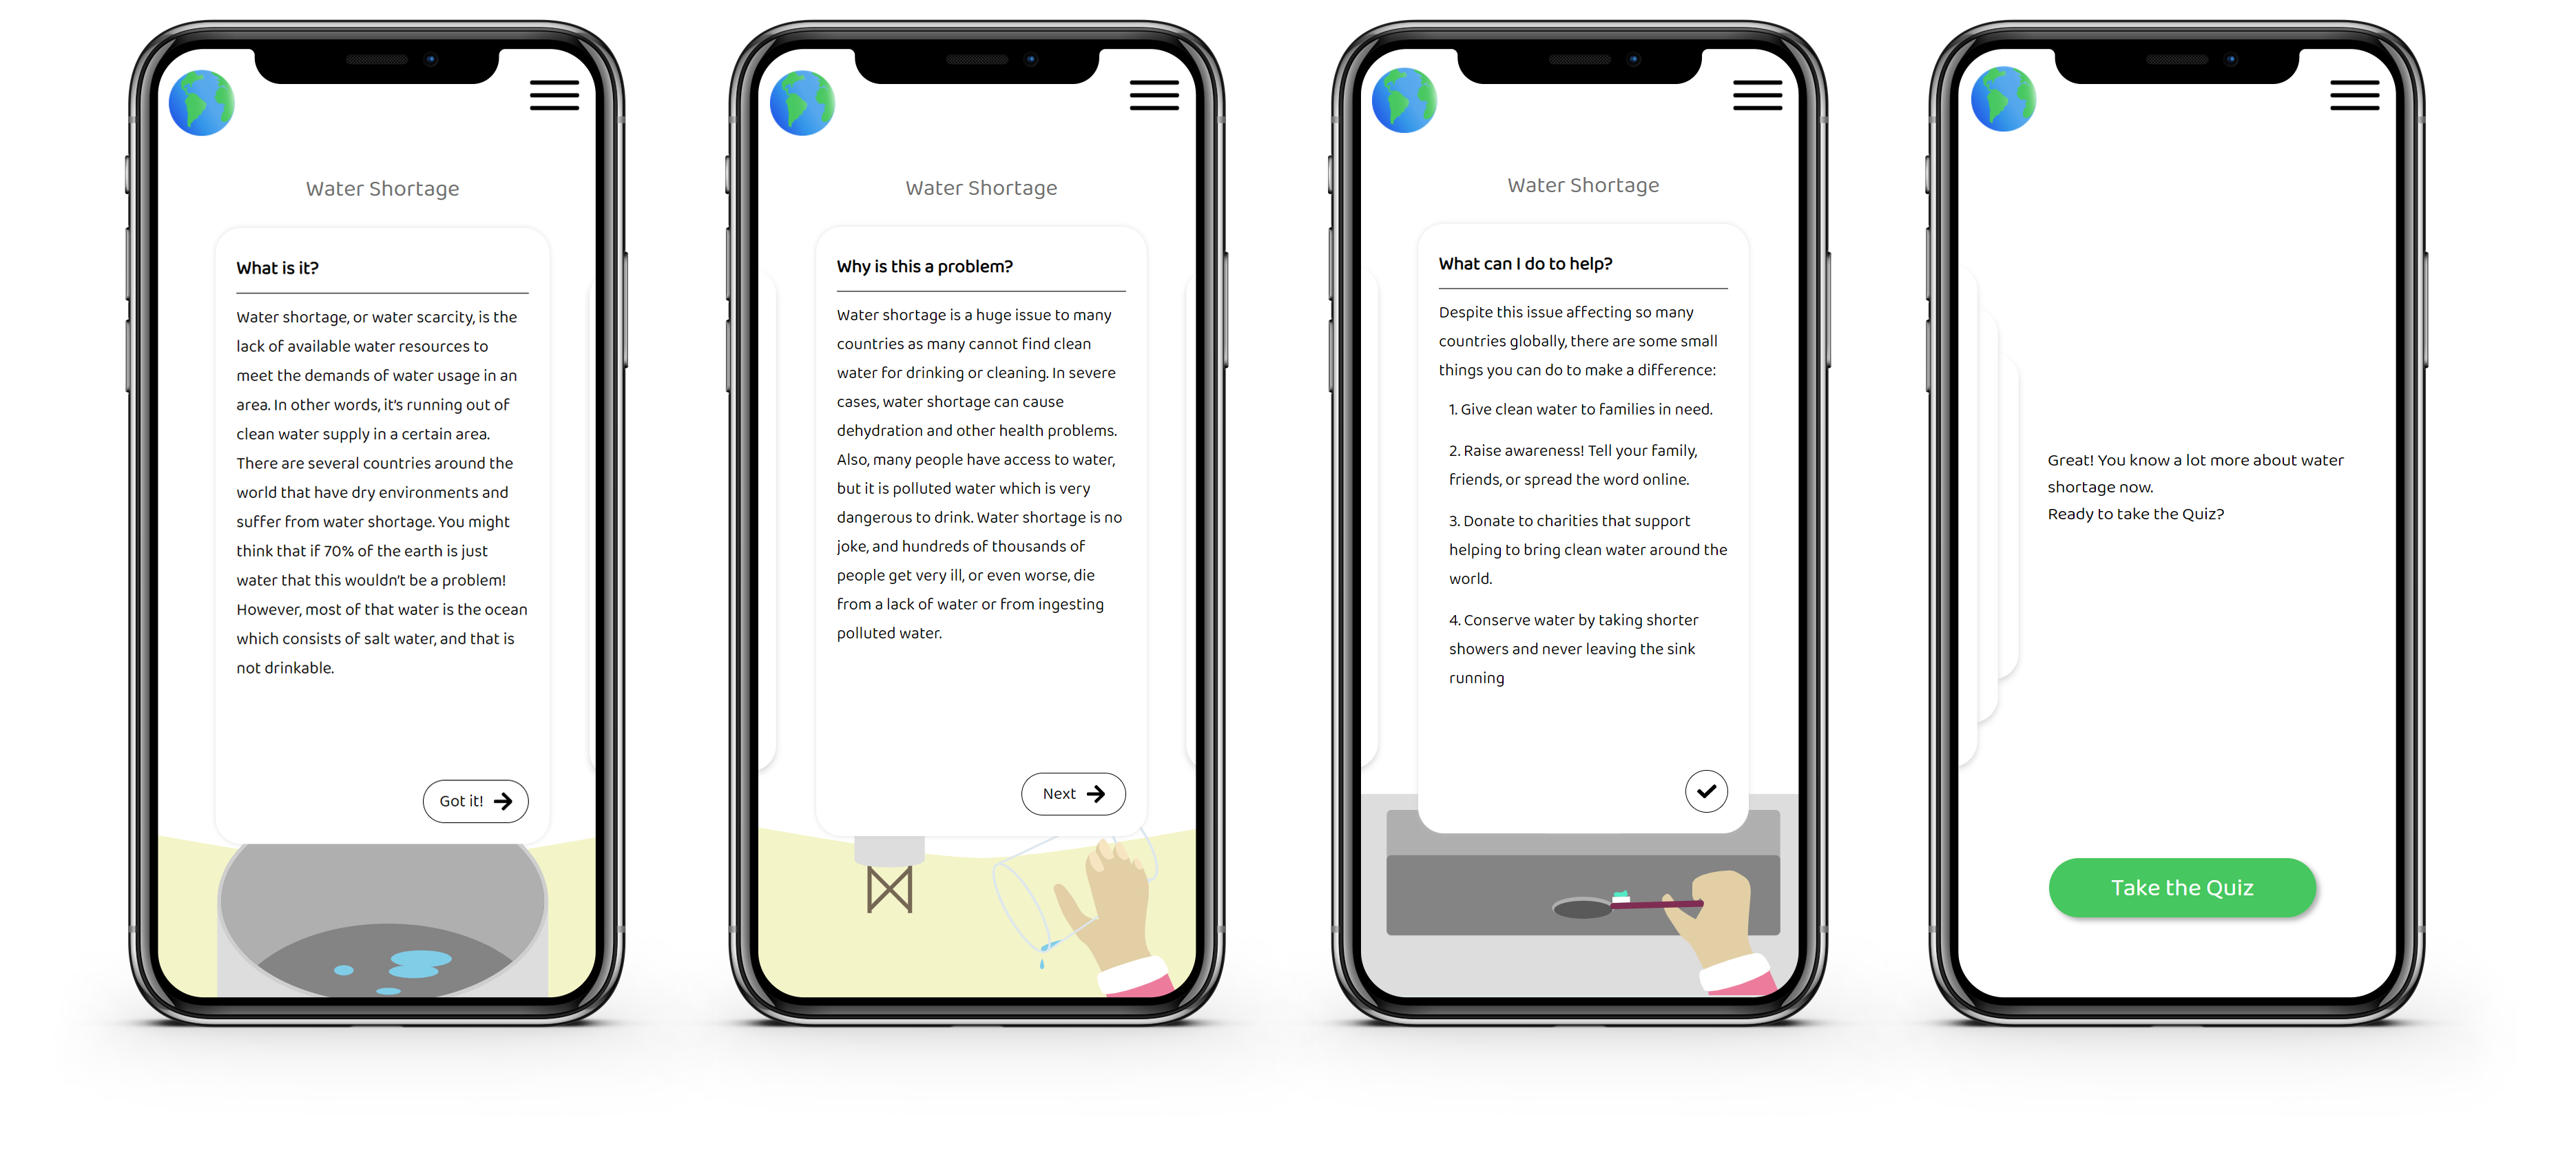 Water Shortage
What is it?
Water shortage, or water scarcity, is the
lack of available water resources to
meet the demands of water usage in an
area. In other words, it's running out of
clean water supply in a certain area.
There are several countries around the
world that have dry environments and
suffer from water shortage. You might
think that if 70% of the earth is just
water that this wouldn't be a problem!
However, most of that water is the ocean
which consists of salt water, and that is
not drinkable.
Got it!
Water Shortage
Why is this a problem?
Water shortage is a huge issue to many
countries as many cannot find clean
water for drinking or cleaning. In severe
cases, water shortage can cause
dehydration and other health problems.
Also, many people have access to water,
but it is polluted water which is very
dangerous to drink. Water shortage is no
joke, and hundreds of thousands of
people get very ill, or even worse, die
from a lack of water or from ingesting
polluted water.
Next
Water Shortage
What can I do to help?
Despite this issue affecting so many
countries globally, there are some small
things you can do to make a difference:
1. Give clean water to families in need.
2. Raise awareness! Tell your family,
friends, or spread the word online.
3. Donate to charities that support
helping to bring clean water around the
world.
4. Conserve water by taking shorter
showers and never leaving the sink
running
Great! You know a lot more about water
shortage now.
Ready to take the Quiz?
Take the Quiz